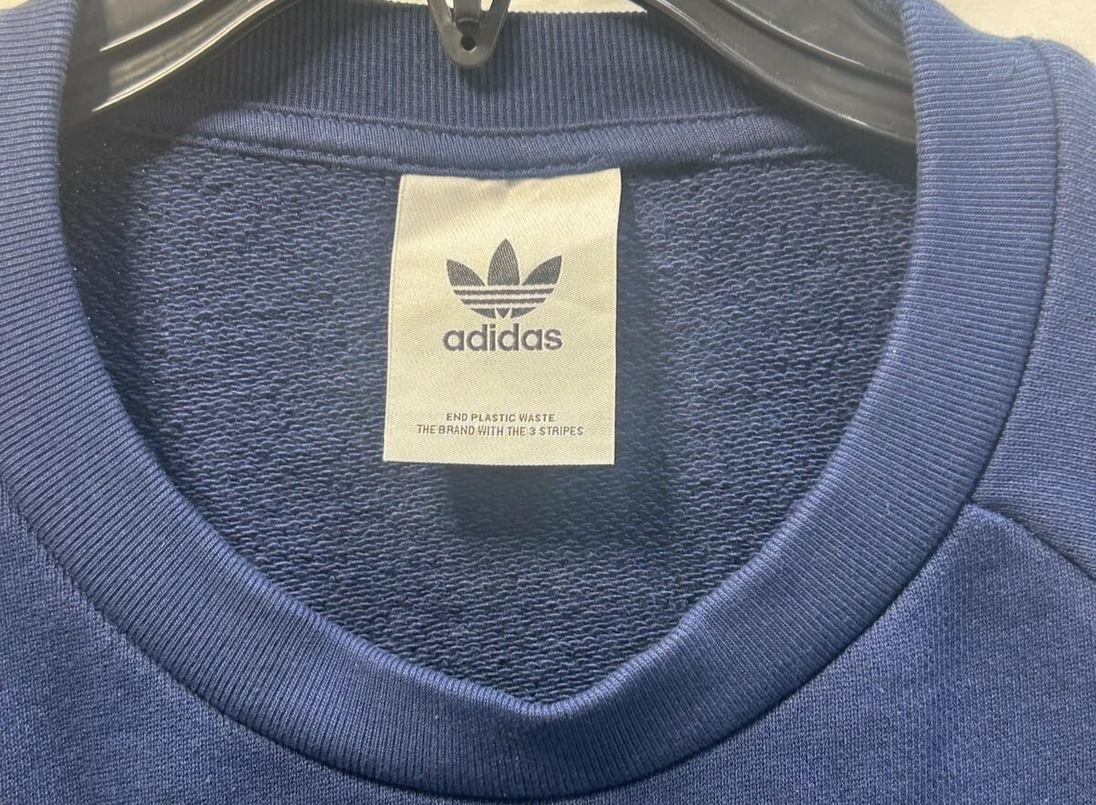 adidas
END PLASTIC WASTE
THE BRAND WITH THE 3 STRIPES